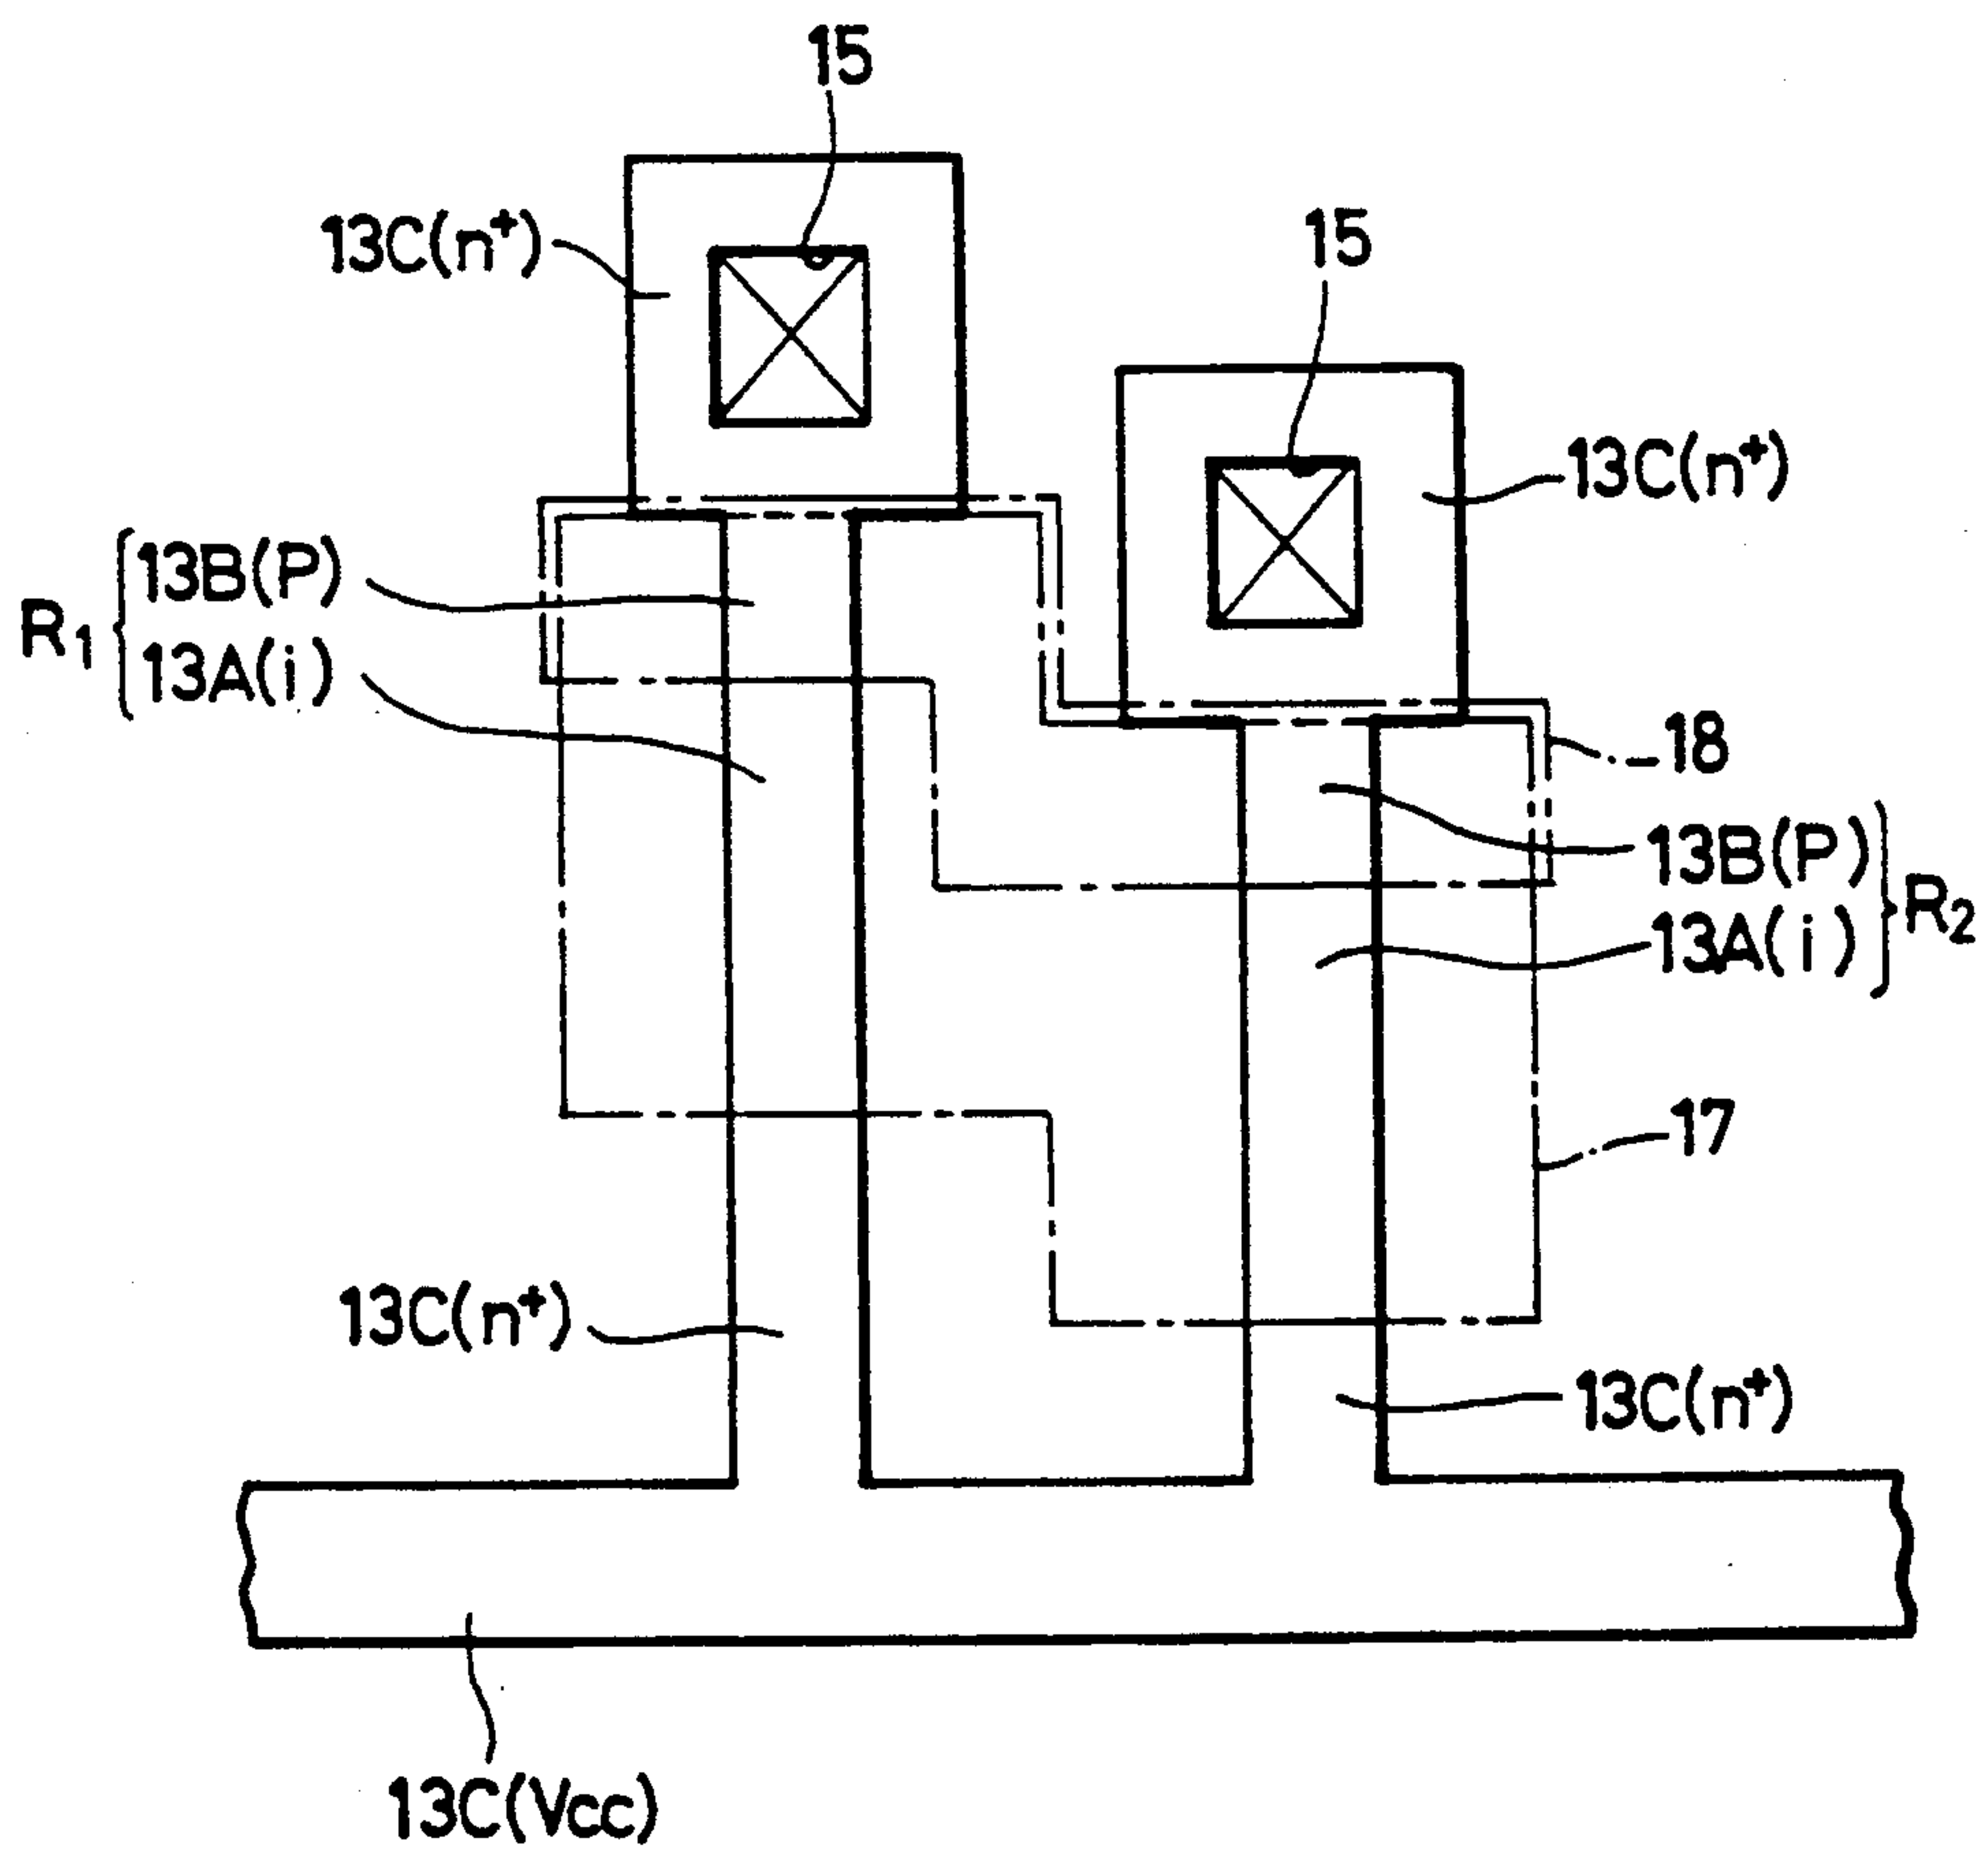 15
13C(n+)
15
13C(n+)
R1 { 13B(P)
13A(i)
18
13B(P)
13A(i) } R2
17
13C(n+)
13C(n+)
13C(Vcc)